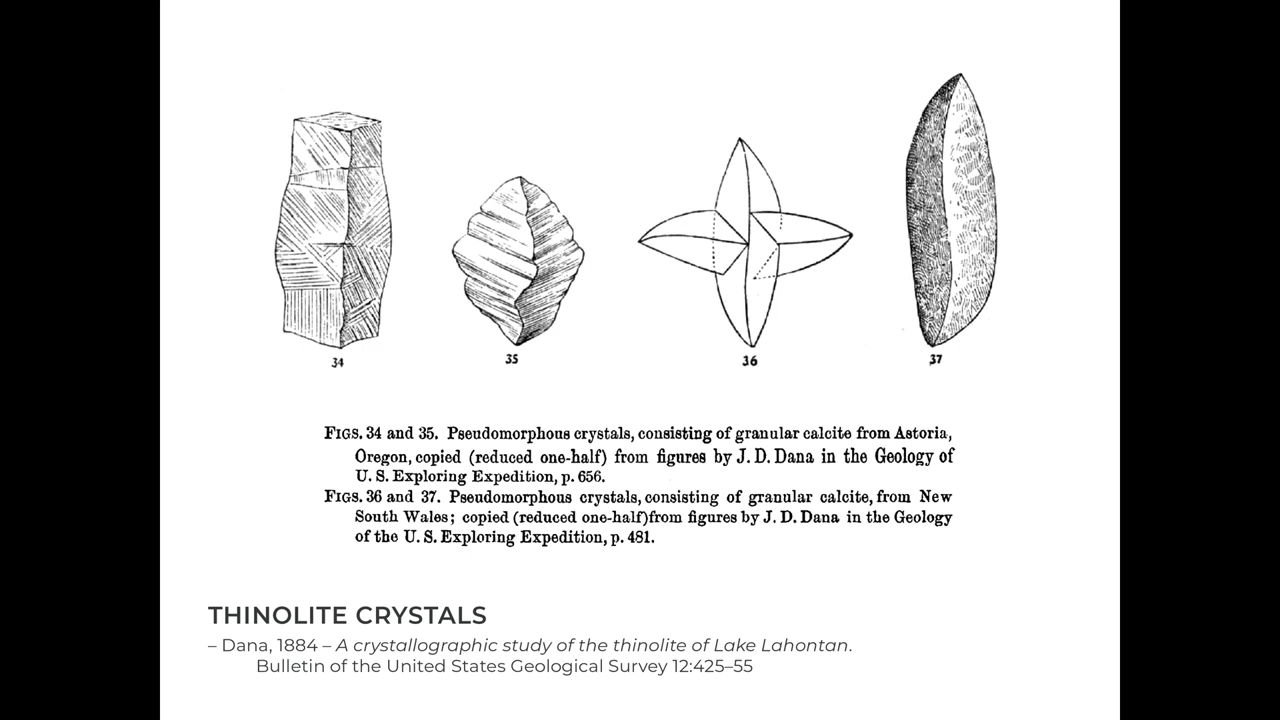 34
35
36
37
FIGS. 34 and 35. Pseudomorphous crystals, consisting of granular calcite from Astoria,
Oregon, copied (reduced one-half) from figures by J. D. Dana in the Geology of
U. S. Exploring Expedition, p. 656.
FIGS. 36 and 37. Pseudomorphous crystals, consisting of granular calcite, from New
South Wales; copied (reduced one-half)from figures by J. D. Dana in the Geology
of the U. S. Exploring Expedition, p. 481.
THINOLITE CRYSTALS
– Dana, 1884 – A crystallographic study of the thinolite of Lake Lahontan.
Bulletin of the United States Geological Survey 12:425–55